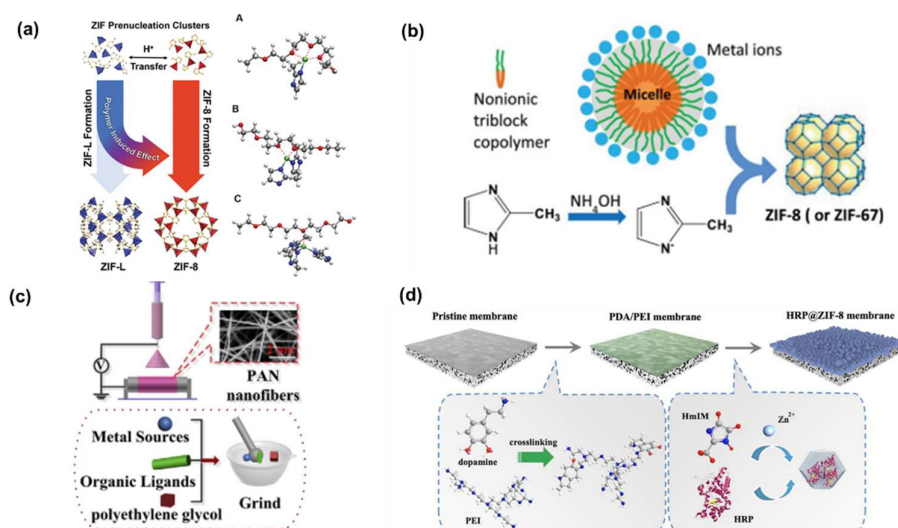 (a)
ZIF Prenucleation Clusters
H⁺
Transfer
ZIF-L Formation
Polymer Induced Effect
ZIF-8 Formation
ZIF-L
ZIF-8
A
B
C
(b)
Nonionic
triblock
copolymer
Micelle
Metal ions
N
H
CH₃
NH₄OH
N
N⁻
CH₃
ZIF-8 ( or ZIF-67)
(c)
V
PAN
nanofibers
Metal Sources
Organic Ligands
polyethylene glycol
Grind
(d)
Pristine membrane
PDA/PEI membrane
HRP@ZIF-8 membrane
dopamine
crosslinking
PEI
HmIM
Zn²⁺
HRP